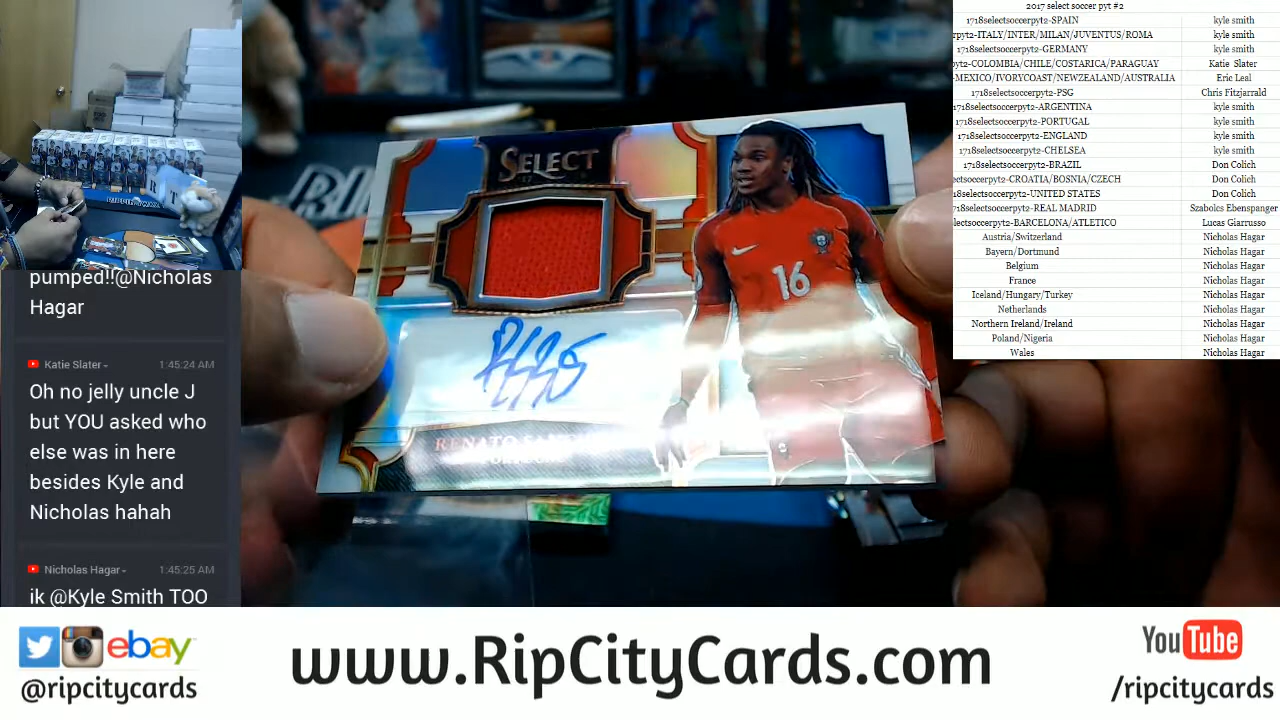 2017 select soccer pyt #2
1718selectsoccerpyt2-SPAIN kyle smith
rpyt2-ITALY/INTER/MILAN/JUVENTUS/ROMA kyle smith
1718selectsoccerpyt2-GERMANY kyle smith
pyt2-COLOMBIA/CHILE/COSTARICA/PARAGUAY Katie Slater
-MEXICO/IVORYCOAST/NEWZEALAND/AUSTRALIA Eric Leal
1718selectsoccerpyt2-PSG Chris Fitzjarrald
1718selectsoccerpyt2-ARGENTINA kyle smith
1718selectsoccerpyt2-PORTUGAL kyle smith
1718selectsoccerpyt2-ENGLAND kyle smith
1718selectsoccerpyt2-CHELSEA kyle smith
1718selectsoccerpyt2-BRAZIL Don Colich
ectsoccerpyt2-CROATIA/BOSNIA/CZECH Don Colich
18selectsoccerpyt2-UNITED STATES Don Colich
718selectsoccerpyt2-REAL MADRID Szabolcs Ebenspanger
electsoccerpyt2-BARCELONA/ATLETICO Lucas Giarrusso
Austria/Switzerland Nicholas Hagar
Bayern/Dortmund Nicholas Hagar
Belgium Nicholas Hagar
France Nicholas Hagar
Iceland/Hungary/Turkey Nicholas Hagar
Netherlands Nicholas Hagar
Northern Ireland/Ireland Nicholas Hagar
Poland/Nigeria Nicholas Hagar
Wales Nicholas Hagar
SELECT
16
RENATO
pumped!!@Nicholas
Hagar
Katie Slater 1:45:24 AM
Oh no jelly uncle J
but YOU asked who
else was in here
besides Kyle and
Nicholas hahah
Nicholas Hagar 1:45:25 AM
ik @Kyle Smith TOO
ebay
@ripcitycards
www.RipCityCards.com
YouTube
/ripcitycards